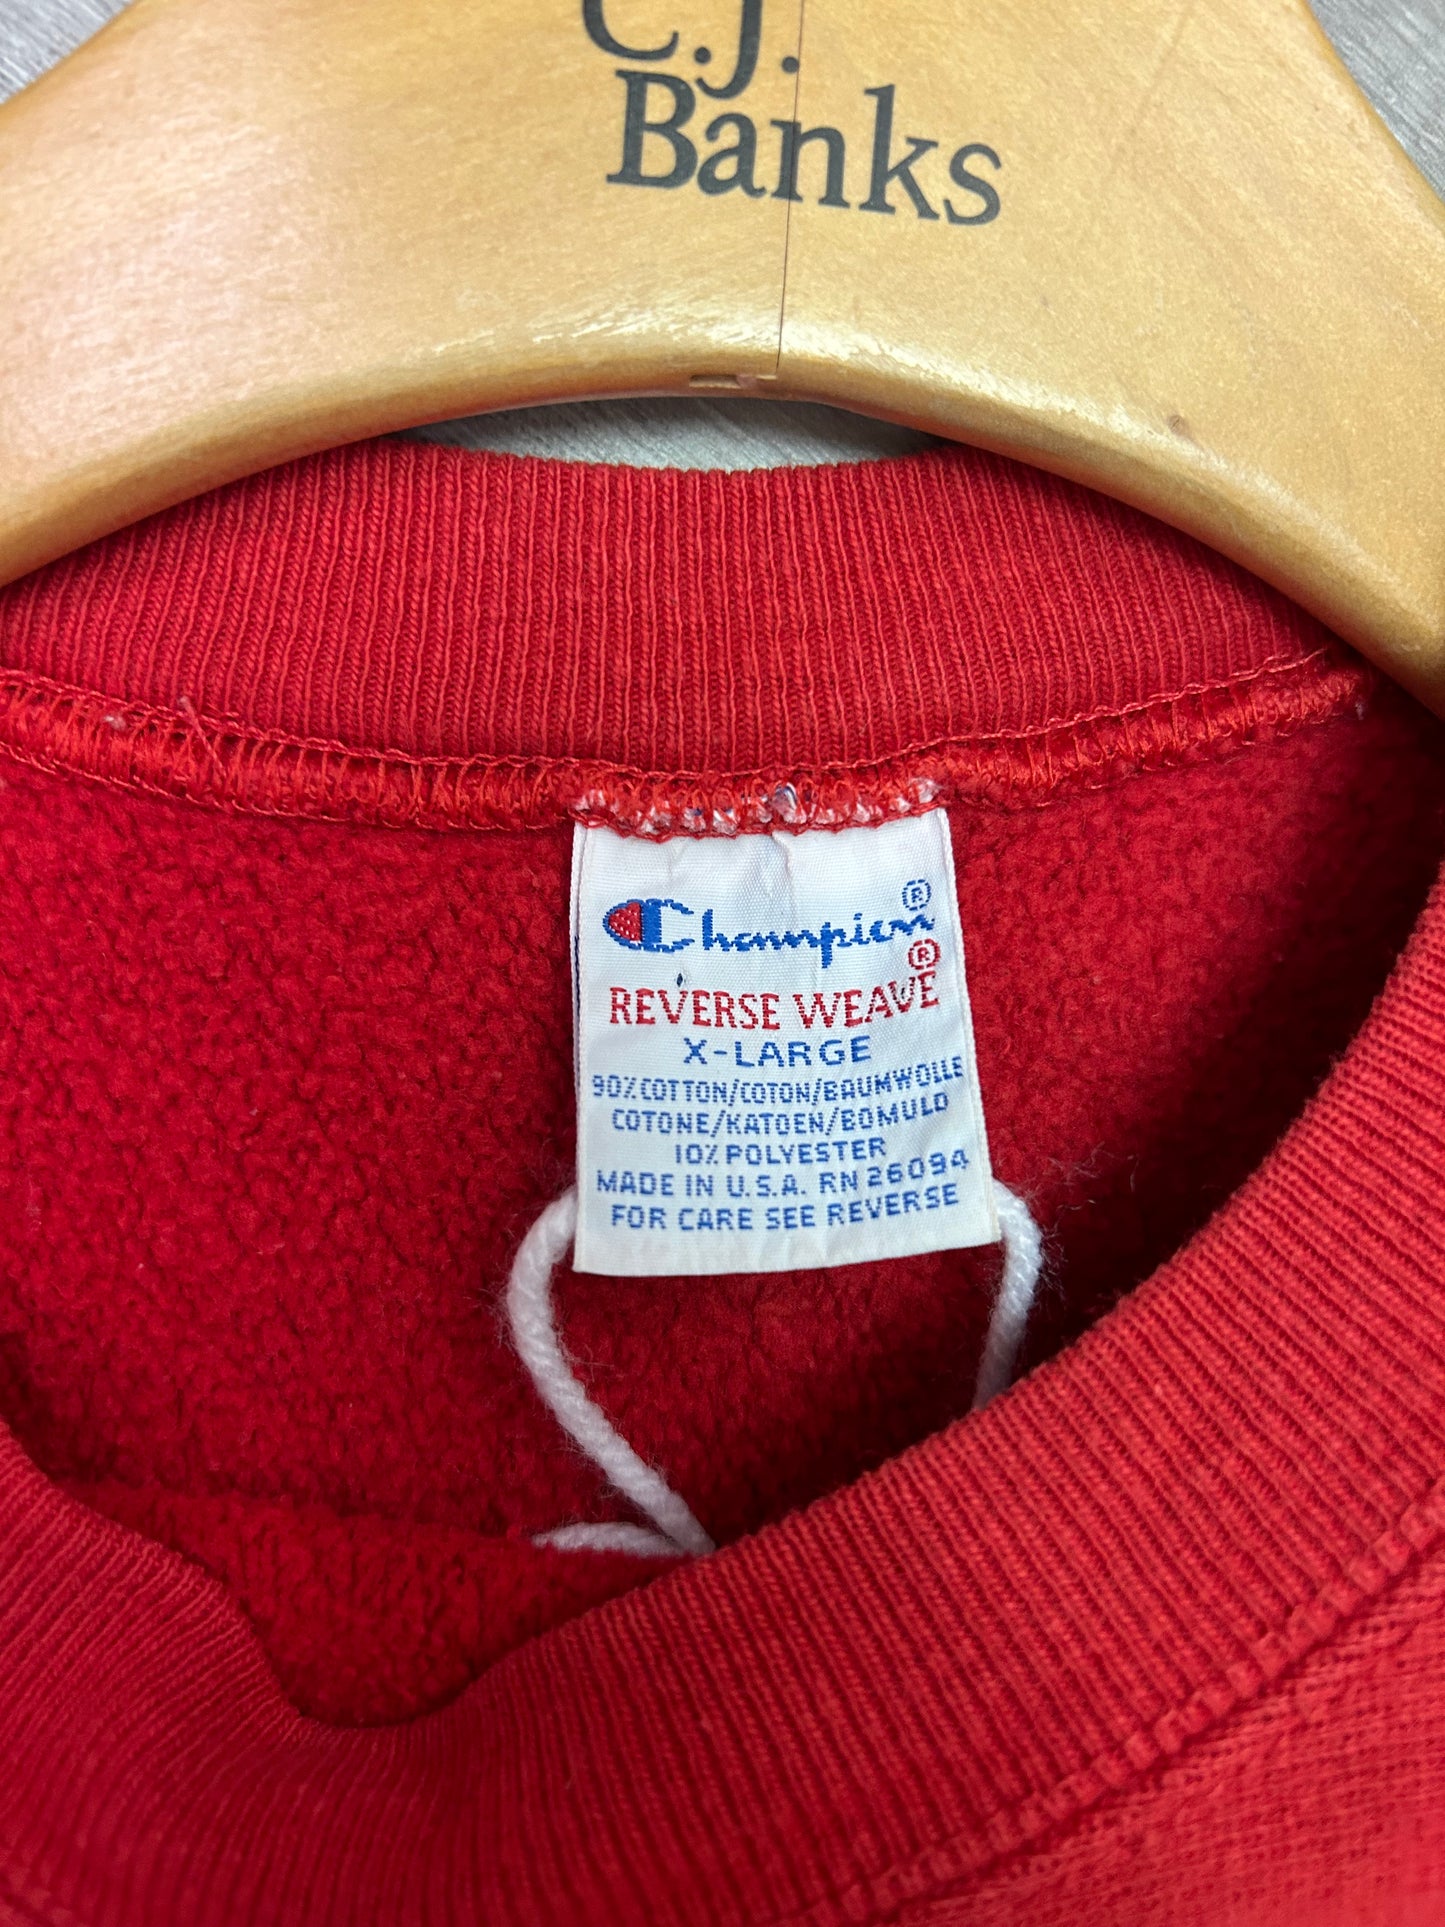 C.J.
Banks
Champion®
REVERSE WEAVE®
X-LARGE
90% COTTON/COTON/BAUMWOLLE
COTONE/KATOEN/BOMULD
10% POLYESTER
MADE IN U.S.A. RN 26094
FOR CARE SEE REVERSE